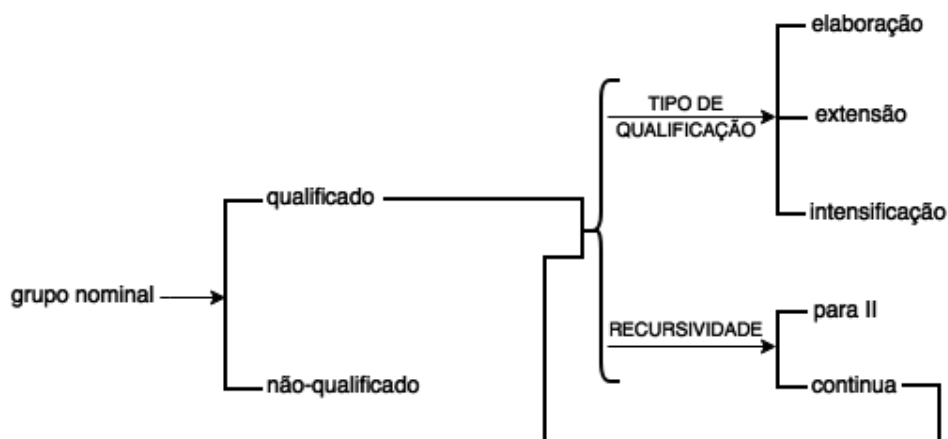 elaboração
TIPO DE
QUALIFICAÇÃO
extensão
qualificado
intensificação
grupo nominal
para II
RECURSIVIDADE
não-qualificado
continua